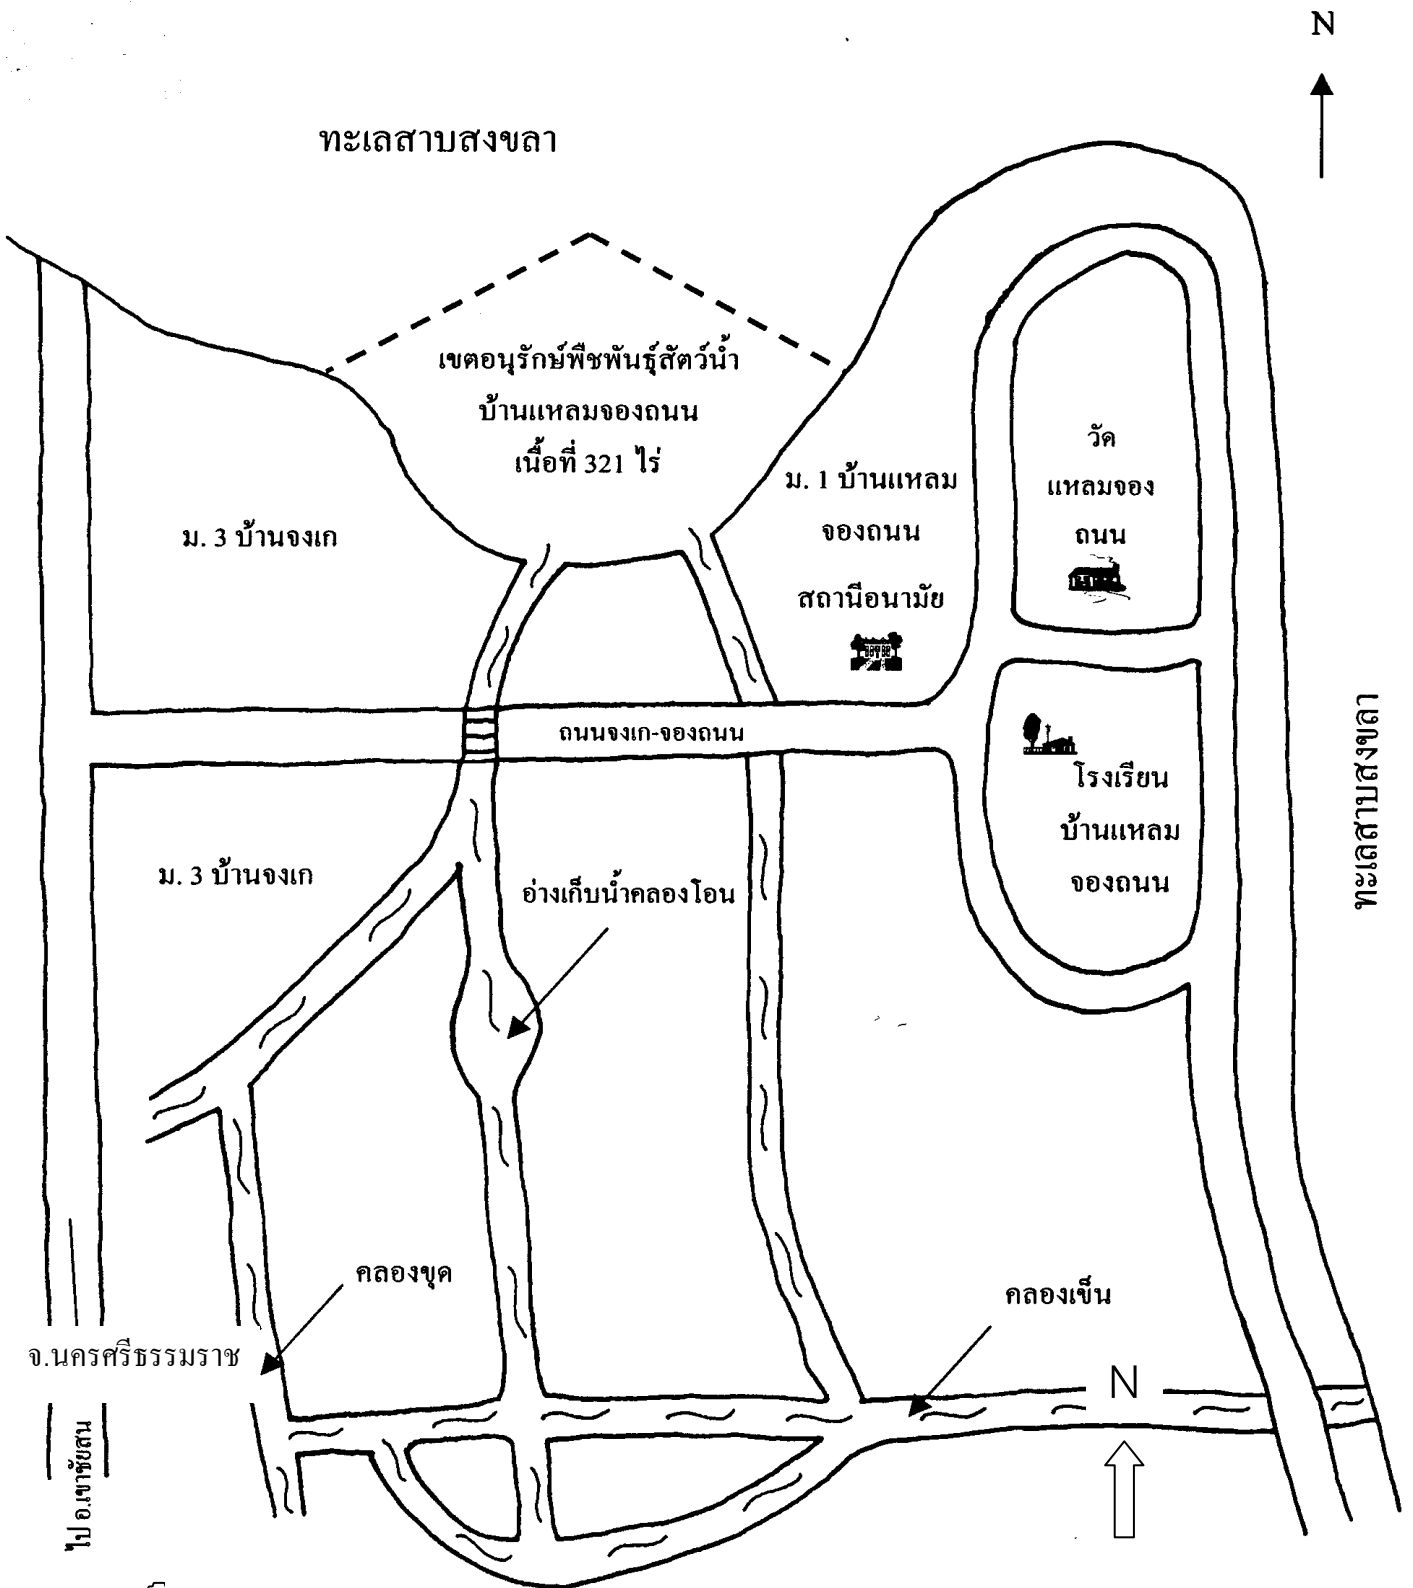 N
ทะเลสาบสงขลา
เขตอนุรักษ์พืชพันธุ์สัตว์น้ำ
บ้านแหลมจองถนน
เนื้อที่ 321 ไร่
วัด
แหลมจอง
ถนน
ม. 1 บ้านแหลม
จองถนน
ม. 3 บ้านจงเก
สถานีอนามัย
ถนนจงเก-จองถนน
ทะเลสาบสงขลา
โรงเรียน
บ้านแหลม
จองถนน
ม. 3 บ้านจงเก
อ่างเก็บน้ำคลองโอน
คลองขุด
คลองเข็น
จ.นครศรีธรรมราช
N
ไป อ.เขาชัยสน